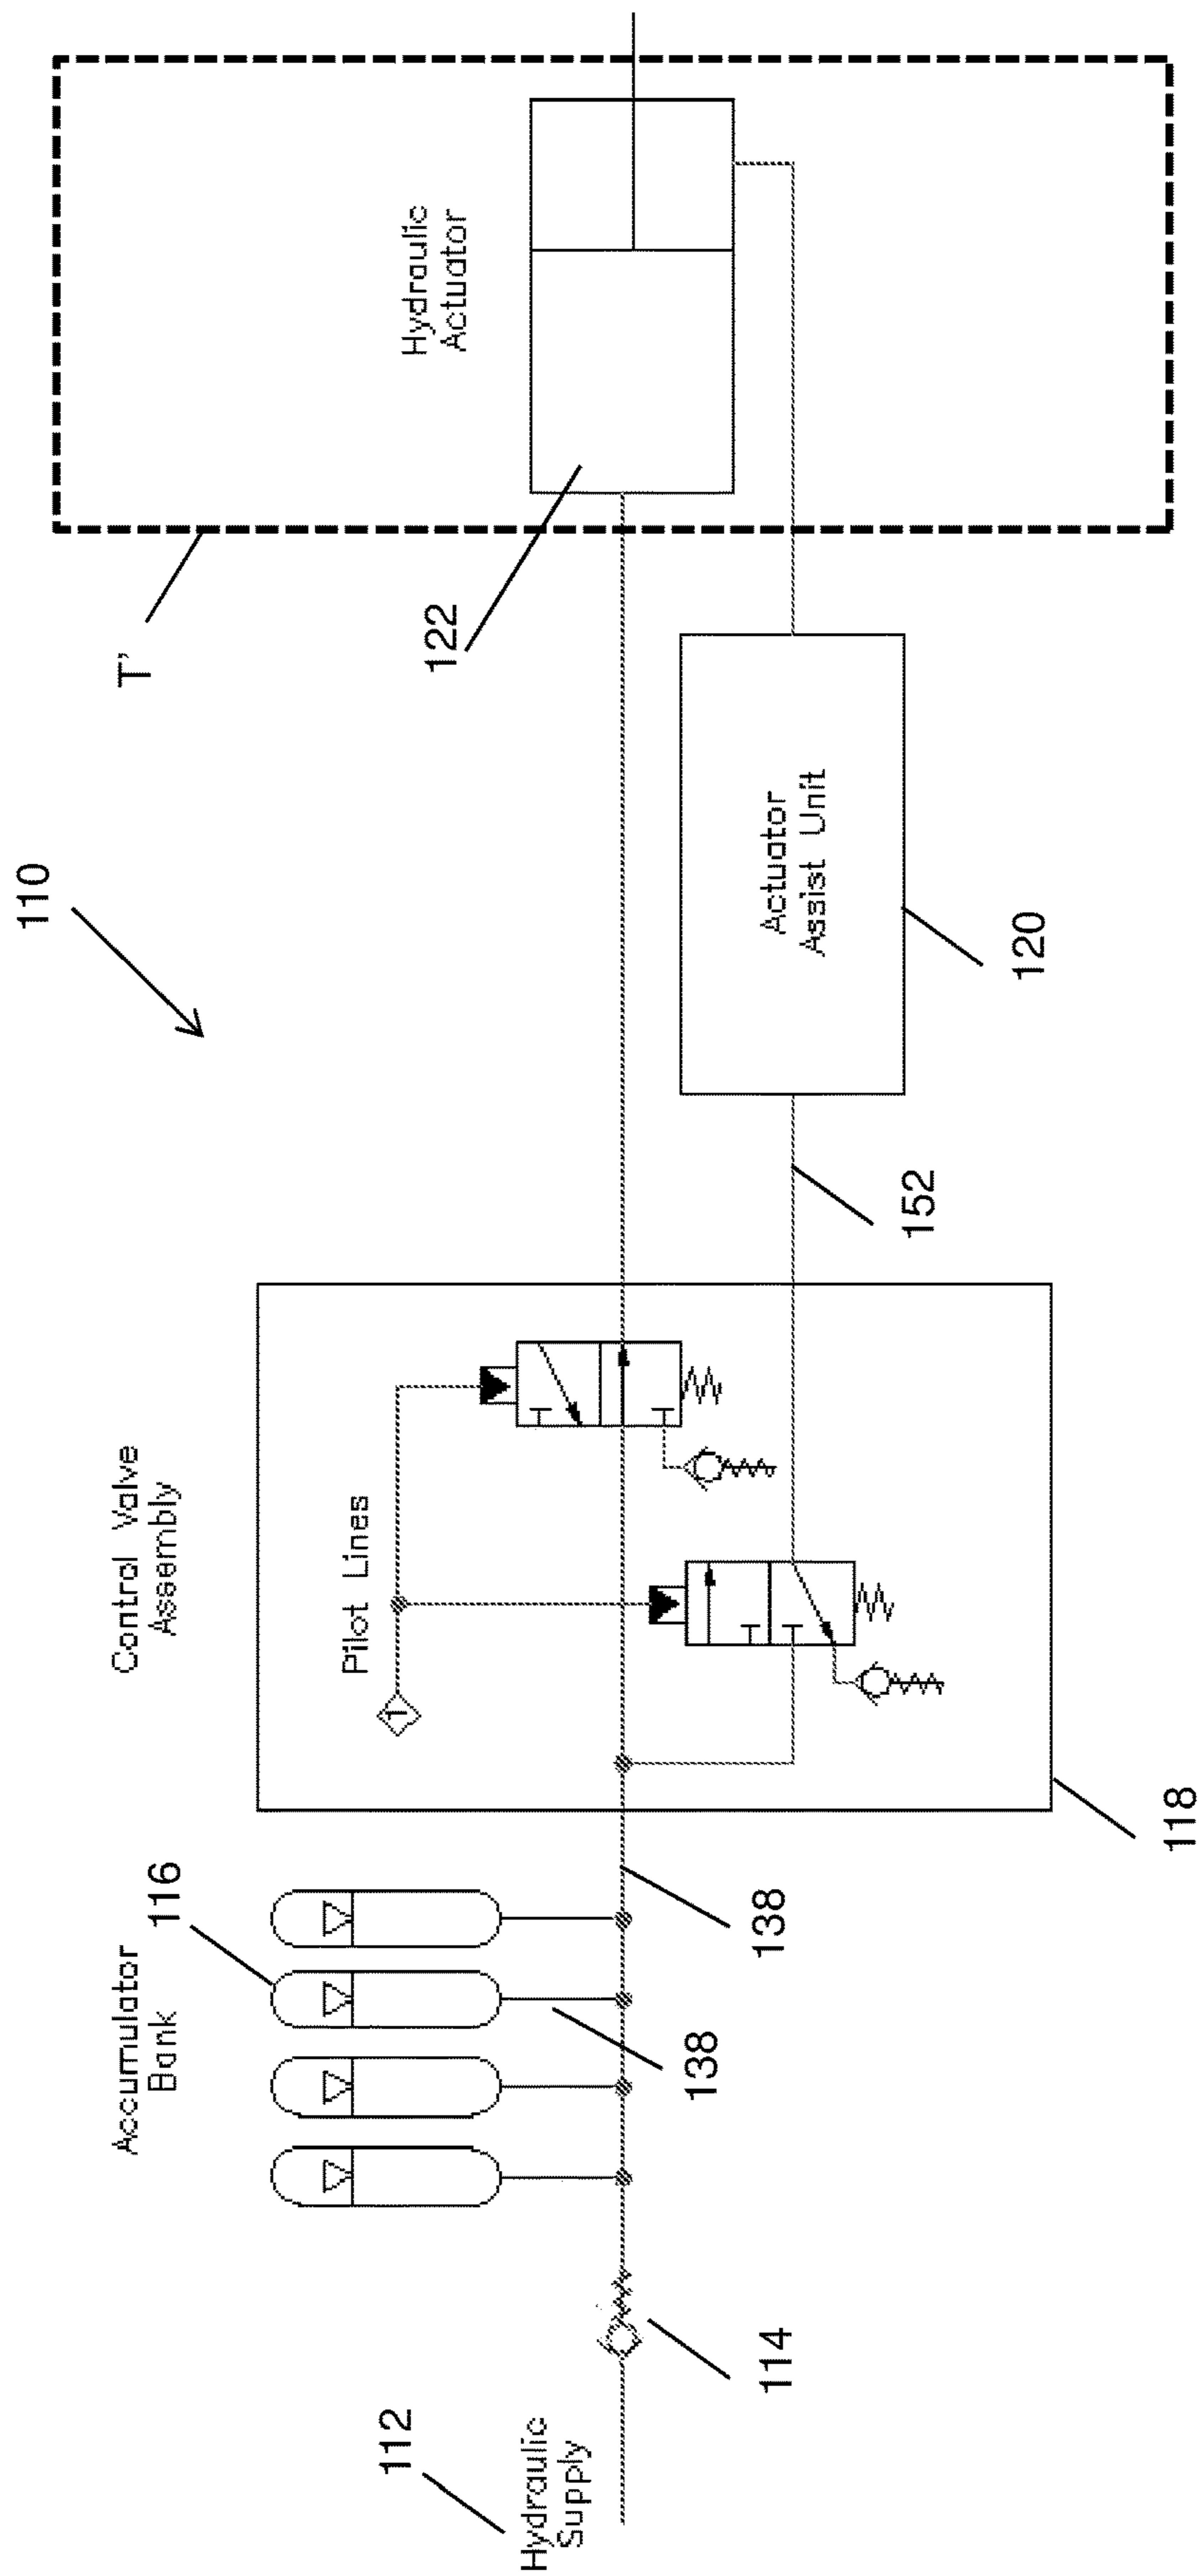 110
T'
Hydraulic
Actuator
122
Actuator
Assist Unit
120
152
Control Valve
Assembly
Pilot Lines
1
118
Accumulator
Bank
116
138
138
114
112
Hydraulic
Supply